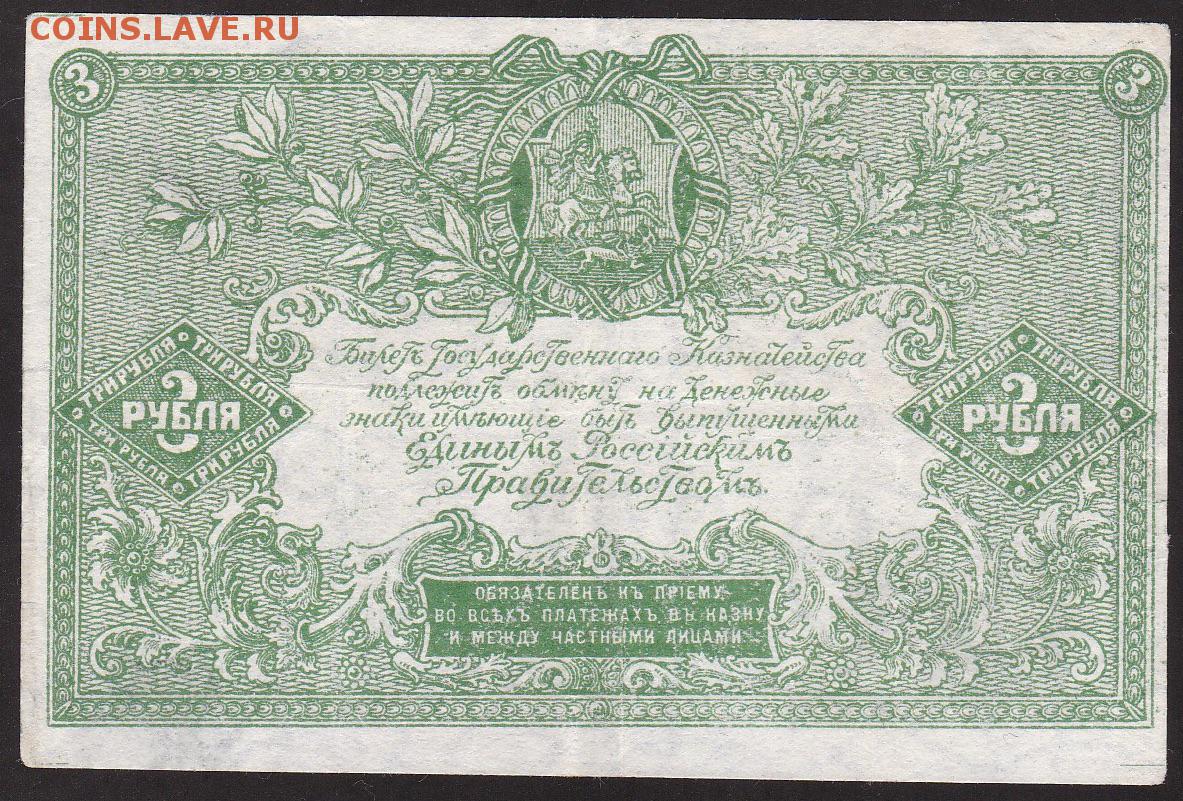 COINS.LAVE.RU
3
3
ТРИ РУБЛЯ ТРИ РУБЛЯ
3
РУБЛЯ
ТРИ РУБЛЯ ТРИ РУБЛЯ
Билетъ Государственнаго Казначейства
подлежитъ обмѣну на денежные
знаки имѣющіе быть выпущенными
Единымъ Россійскимъ
Правительствомъ.
ТРИ РУБЛЯ ТРИ РУБЛЯ
3
РУБЛЯ
ТРИ РУБЛЯ ТРИ РУБЛЯ
ОБЯЗАТЕЛЕНЪ КЪ ПРІЕМУ
ВО ВСѢХЪ ПЛАТЕЖАХЪ ВЪ КАЗНУ
И МЕЖДУ ЧАСТНЫМИ ЛИЦАМИ